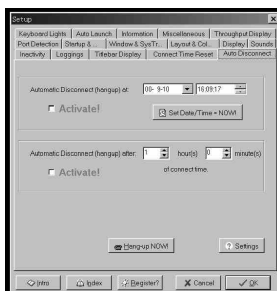 Setup
Keyboard Lights Auto Launch Information Miscellaneous Throughput Display
Port Detection Startup & ... Window & SysTr... Layout & Col... Display Sounds
Inactivity Loggings Titlebar Display Connect Time Reset Auto Disconnect
Automatic Disconnect (hangup) at: 00- 9-10 16:09:17
Activate! Set Date/Time = NOW!
Automatic Disconnect (hangup) after: 1 hour(s) 0 minute(s)
Activate! of connect time.
Hang-up NOW! ? Settings
Intro Index Register? Cancel OK